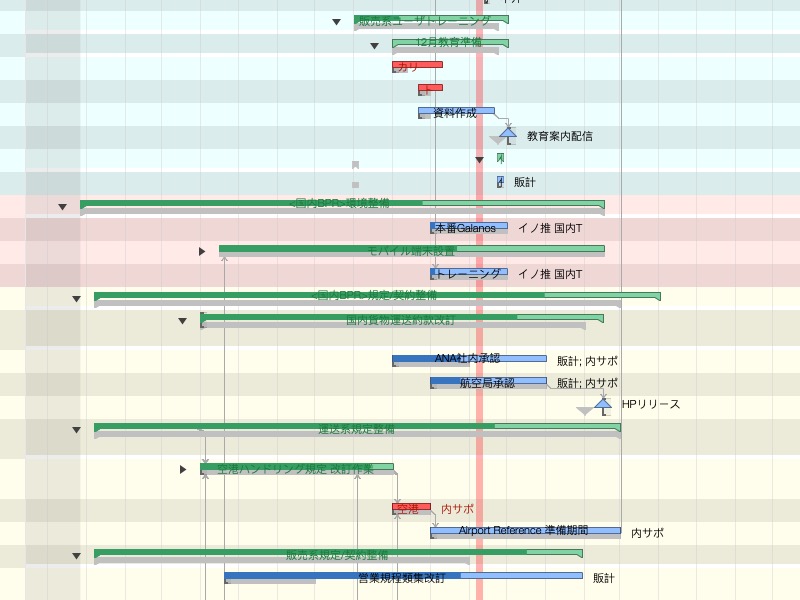 販売系ユーザトレーニング
12月教育準備
カリ
ト
資料作成
教育案内配信
販計
<国内BPR>環境整備
本番Galanos イノ推 国内T
モバイル端末設置
トレーニング イノ推 国内T
<国内BPR>規定/契約整備
国内貨物運送約款改訂
ANA社内承認 販計; 内サポ
航空局承認 販計; 内サポ
HPリリース
運送系規定整備
空港ハンドリング規定 改訂作業
空港 内サポ
Airport Reference 準備期間 内サポ
販売系規定/契約整備
営業規程類集改訂 販計